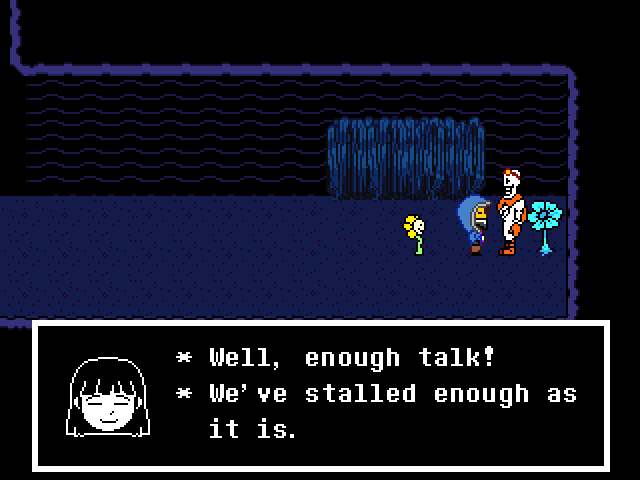 * Well, enough talk!
* We've stalled enough as
it is.